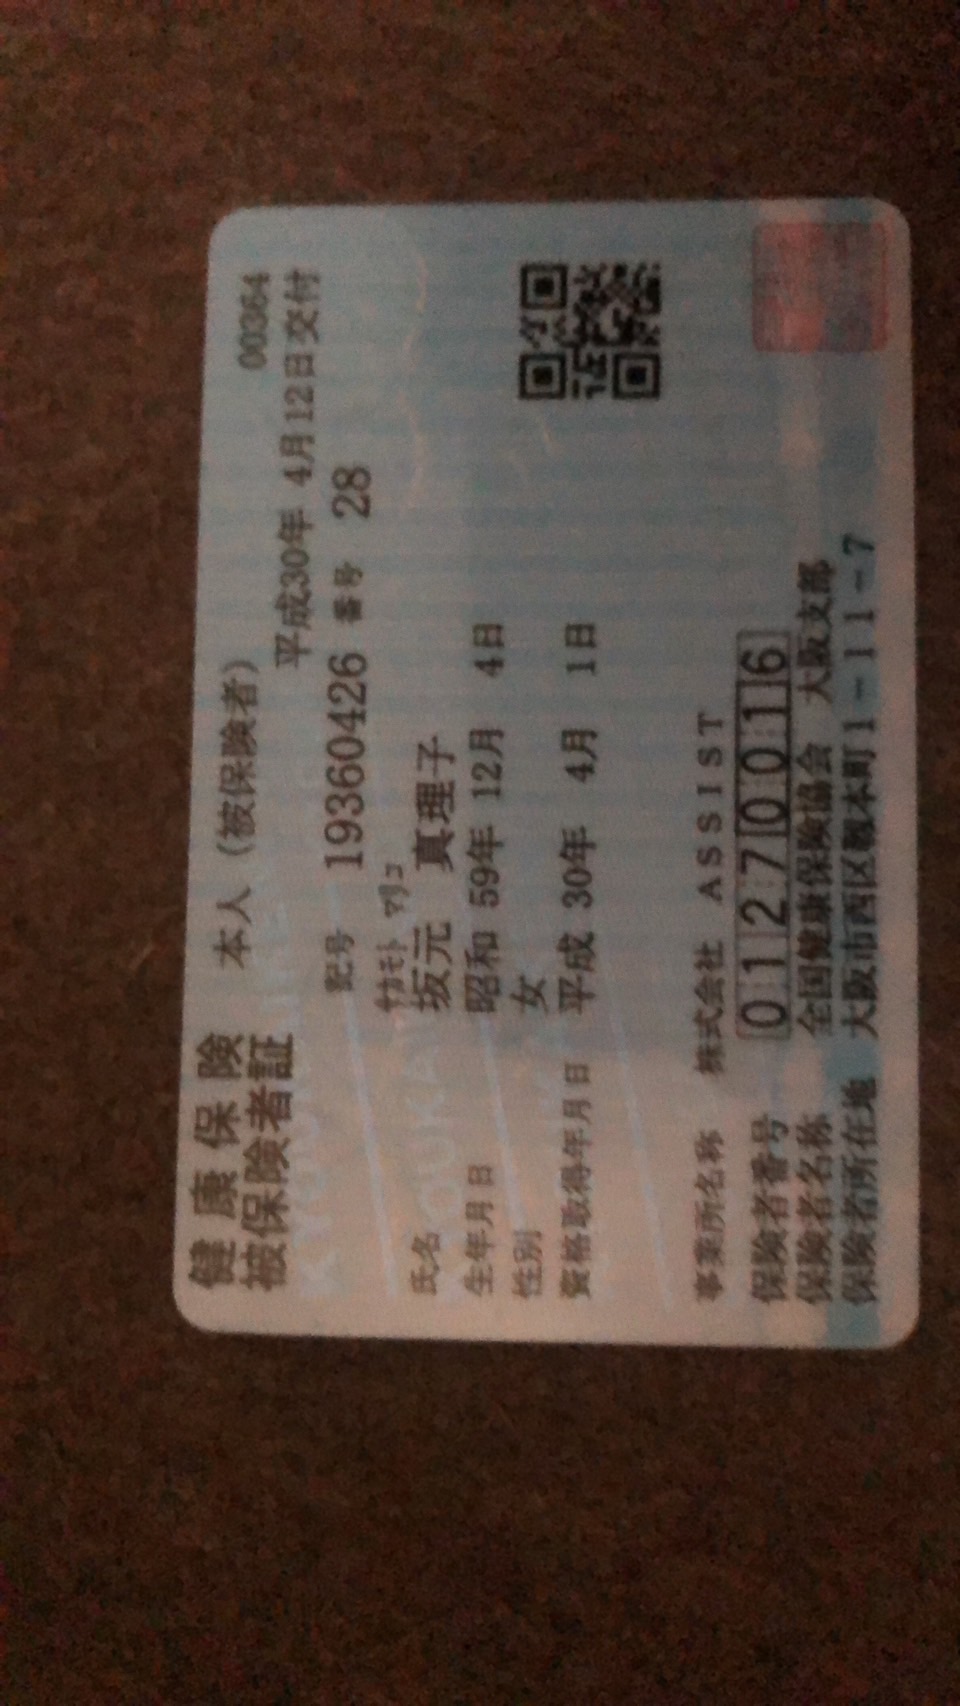 健康保険 本人（被保険者） 00364
被保険者証 平成30年 4月12日交付
記号 19360426 番号 28
ｻｶﾓﾄ ﾏﾘｺ
氏名 坂元 真理子
生年月日 昭和 59年 12月 4日
性別 女
資格取得年月日 平成 30年 4月 1日
事業所名称 株式会社 ASSIST
保険者番号 01270016
保険者名称 全国健康保険協会 大阪支部
保険者所在地 大阪市西区靱本町1－11－7